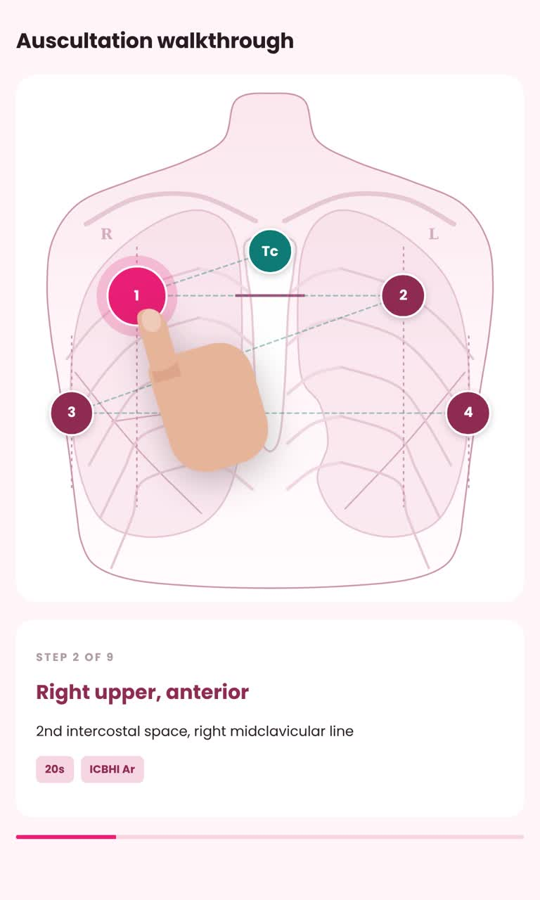 Auscultation walkthrough
R
L
Tc
1
2
3
4
STEP 2 OF 9
Right upper, anterior
2nd intercostal space, right midclavicular line
20s
ICBHI Ar